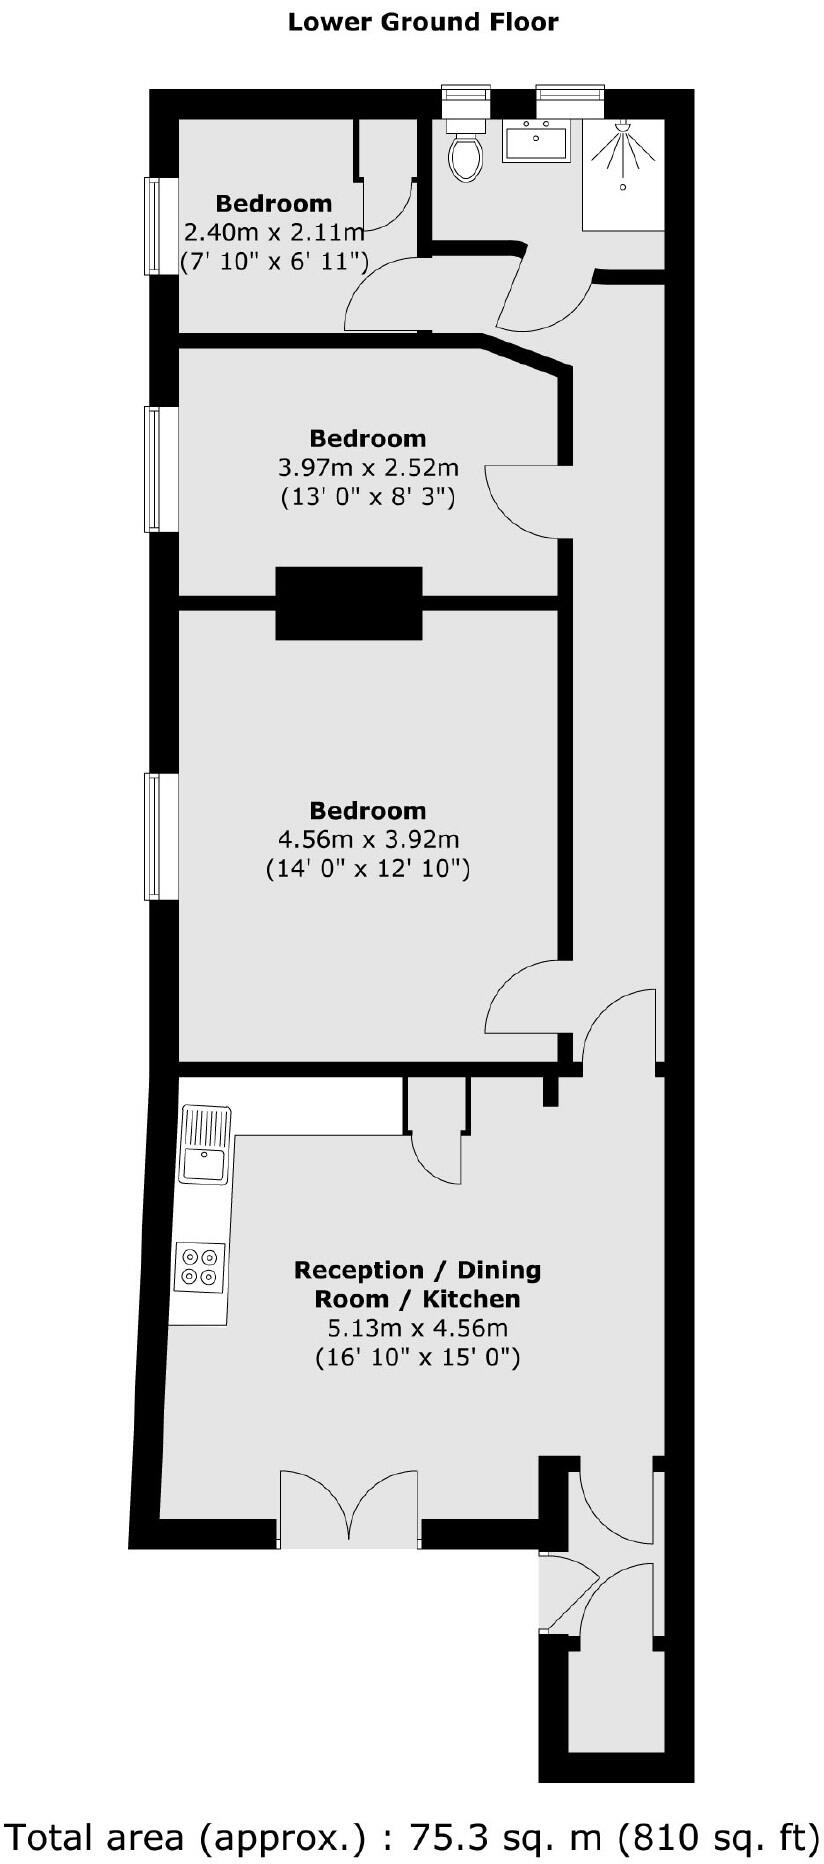 Lower Ground Floor
Bedroom
2.40m x 2.11m
(7' 10" x 6' 11")
Bedroom
3.97m x 2.52m
(13' 0" x 8' 3")
Bedroom
4.56m x 3.92m
(14' 0" x 12' 10")
Reception / Dining
Room / Kitchen
5.13m x 4.56m
(16' 10" x 15' 0")
Total area (approx.) : 75.3 sq. m (810 sq. ft)